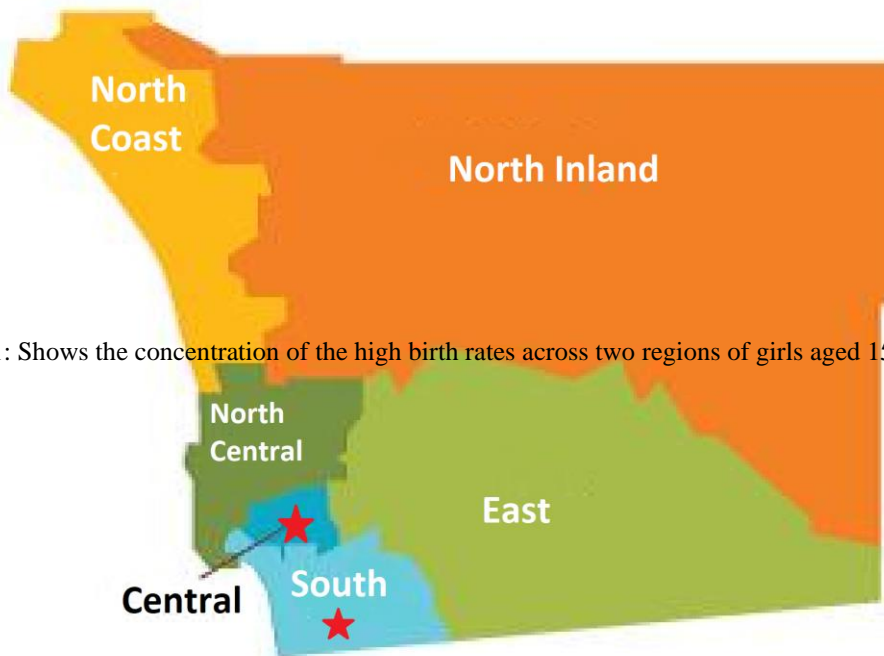 North
Coast
North Inland
: Shows the concentration of the high birth rates across two regions of girls aged 15
North
Central
East
Central
South